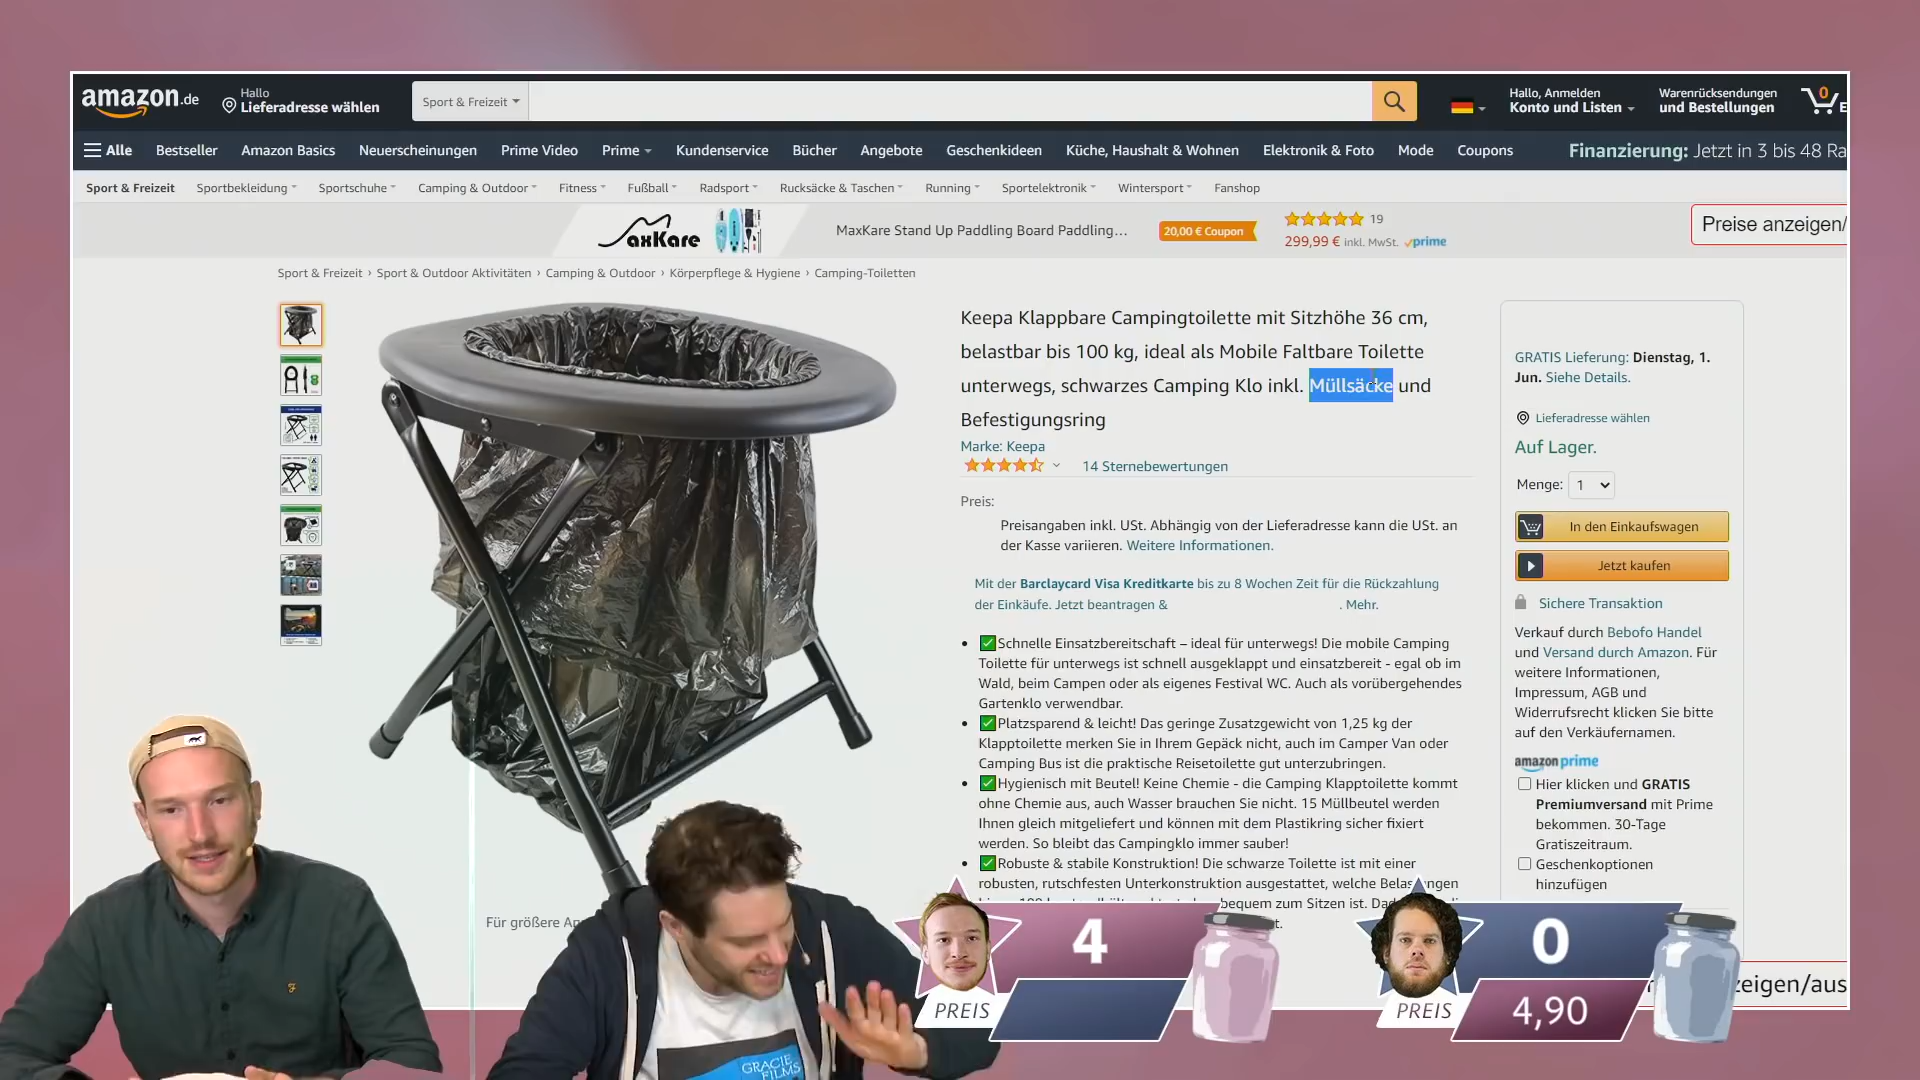 amazon.de
Hallo
Lieferadresse wählen
Sport & Freizeit
Hallo, Anmelden
Konto und Listen
Warenrücksendungen
und Bestellungen
0
E
Alle Bestseller Amazon Basics Neuerscheinungen Prime Video Prime Kundenservice Bücher Angebote Geschenkideen Küche, Haushalt & Wohnen Elektronik & Foto Mode Coupons Finanzierung: Jetzt in 3 bis 48 Ra
Sport & Freizeit Sportbekleidung Sportschuhe Camping & Outdoor Fitness Fußball Radsport Rucksäcke & Taschen Running Sportelektronik Wintersport Fanshop
MaxKare
MaxKare Stand Up Paddling Board Paddling...
20,00 € Coupon
19
299,99 € inkl. MwSt. prime
Preise anzeigen/
Sport & Freizeit › Sport & Outdoor Aktivitäten › Camping & Outdoor › Körperpflege & Hygiene › Camping-Toiletten
Keepa Klappbare Campingtoilette mit Sitzhöhe 36 cm,
belastbar bis 100 kg, ideal als Mobile Faltbare Toilette
unterwegs, schwarzes Camping Klo inkl. Müllsäcke und
Befestigungsring
Marke: Keepa
14 Sternebewertungen
Preis:
Preisangaben inkl. USt. Abhängig von der Lieferadresse kann die USt. an
der Kasse variieren. Weitere Informationen.
Mit der Barclaycard Visa Kreditkarte bis zu 8 Wochen Zeit für die Rückzahlung
der Einkäufe. Jetzt beantragen & . Mehr.
Schnelle Einsatzbereitschaft – ideal für unterwegs! Die mobile Camping
Toilette für unterwegs ist schnell ausgeklappt und einsatzbereit - egal ob im
Wald, beim Campen oder als eigenes Festival WC. Auch als vorübergehendes
Gartenklo verwendbar.
Platzsparend & leicht! Das geringe Zusatzgewicht von 1,25 kg der
Klapptoilette merken Sie in Ihrem Gepäck nicht, auch im Camper Van oder
Camping Bus ist die praktische Reisetoilette gut unterzubringen.
Hygienisch mit Beutel! Keine Chemie - die Camping Klapptoilette kommt
ohne Chemie aus, auch Wasser brauchen Sie nicht. 15 Müllbeutel werden
Ihnen gleich mitgeliefert und können mit dem Plastikring sicher fixiert
werden. So bleibt das Campingklo immer sauber!
Robuste & stabile Konstruktion! Die schwarze Toilette ist mit einer
robusten, rutschfesten Unterkonstruktion ausgestattet, welche
bequem zum Sitzen ist.
Für größere
GRATIS Lieferung: Dienstag, 1.
Jun. Siehe Details.
Lieferadresse wählen
Auf Lager.
Menge: 1
In den Einkaufswagen
Jetzt kaufen
Sichere Transaktion
Verkauf durch Bebofo Handel
und Versand durch Amazon. Für
weitere Informationen,
Impressum, AGB und
Widerrufsrecht klicken Sie bitte
auf den Verkäufernamen.
amazon prime
Hier klicken und GRATIS
Premiumversand mit Prime
bekommen. 30-Tage
Gratiszeitraum.
Geschenkoptionen
hinzufügen
zeigen/aus
4
PREIS
0
PREIS
4,90
GRACIE
FILMS